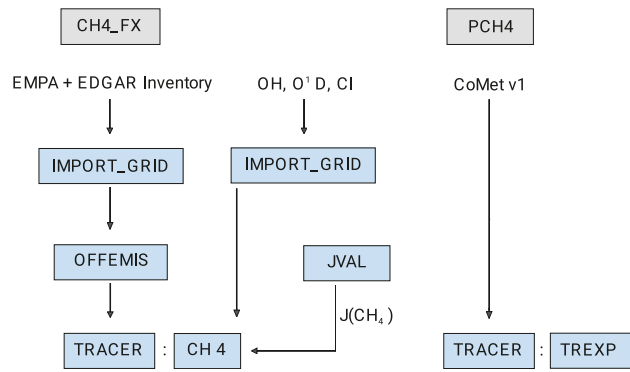 CH4_FX
PCH4
EMPA + EDGAR Inventory
OH, O¹ D, Cl
CoMet v1
IMPORT_GRID
IMPORT_GRID
OFFEMIS
JVAL
J(CH₄)
TRACER : CH 4
TRACER : TREXP